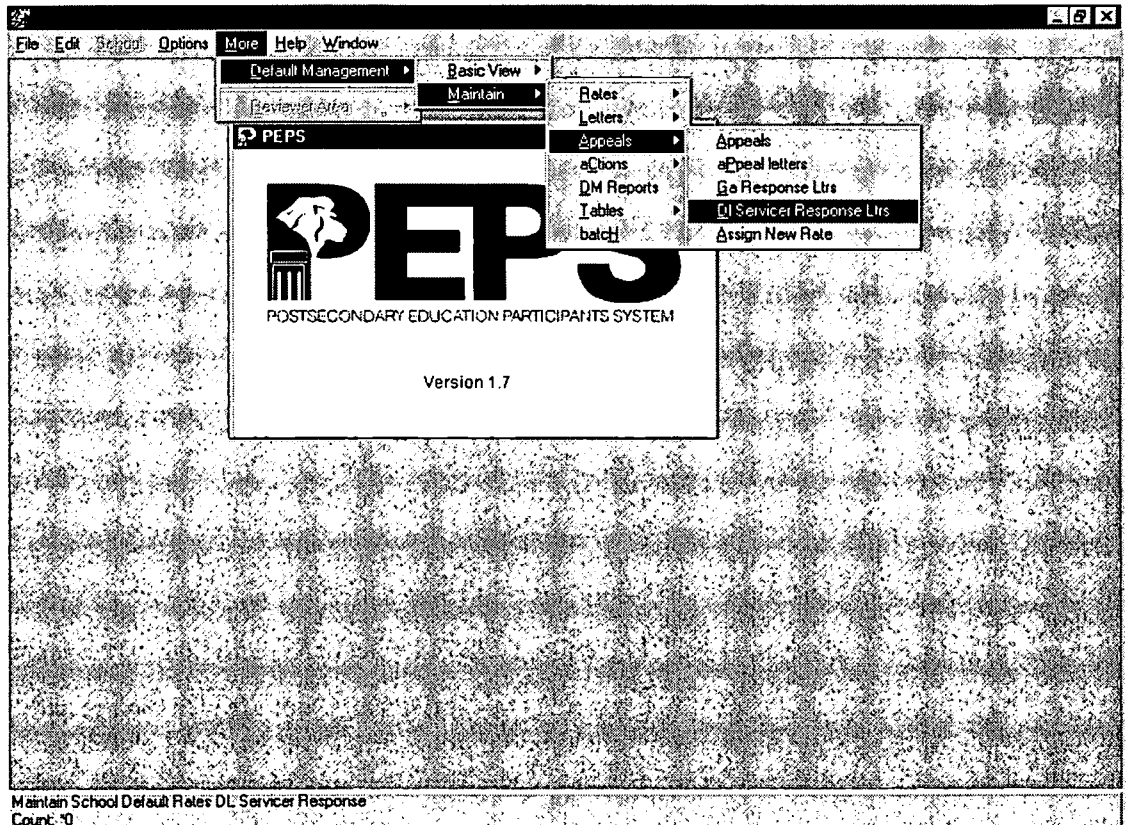 File Edit School Options More Help Window
Default Management Basic View
Reviewer Area Maintain Rates
Letters
PEPS Appeals Appeals
aCtions aPpeal letters
DM Reports Ga Response Ltrs
Tables Dl Servicer Response Ltrs
batcH Assign New Rate
PEPS
POSTSECONDARY EDUCATION PARTICIPANTS SYSTEM
Version 1.7
Maintain School Default Rates DL Servicer Response
Count: *0